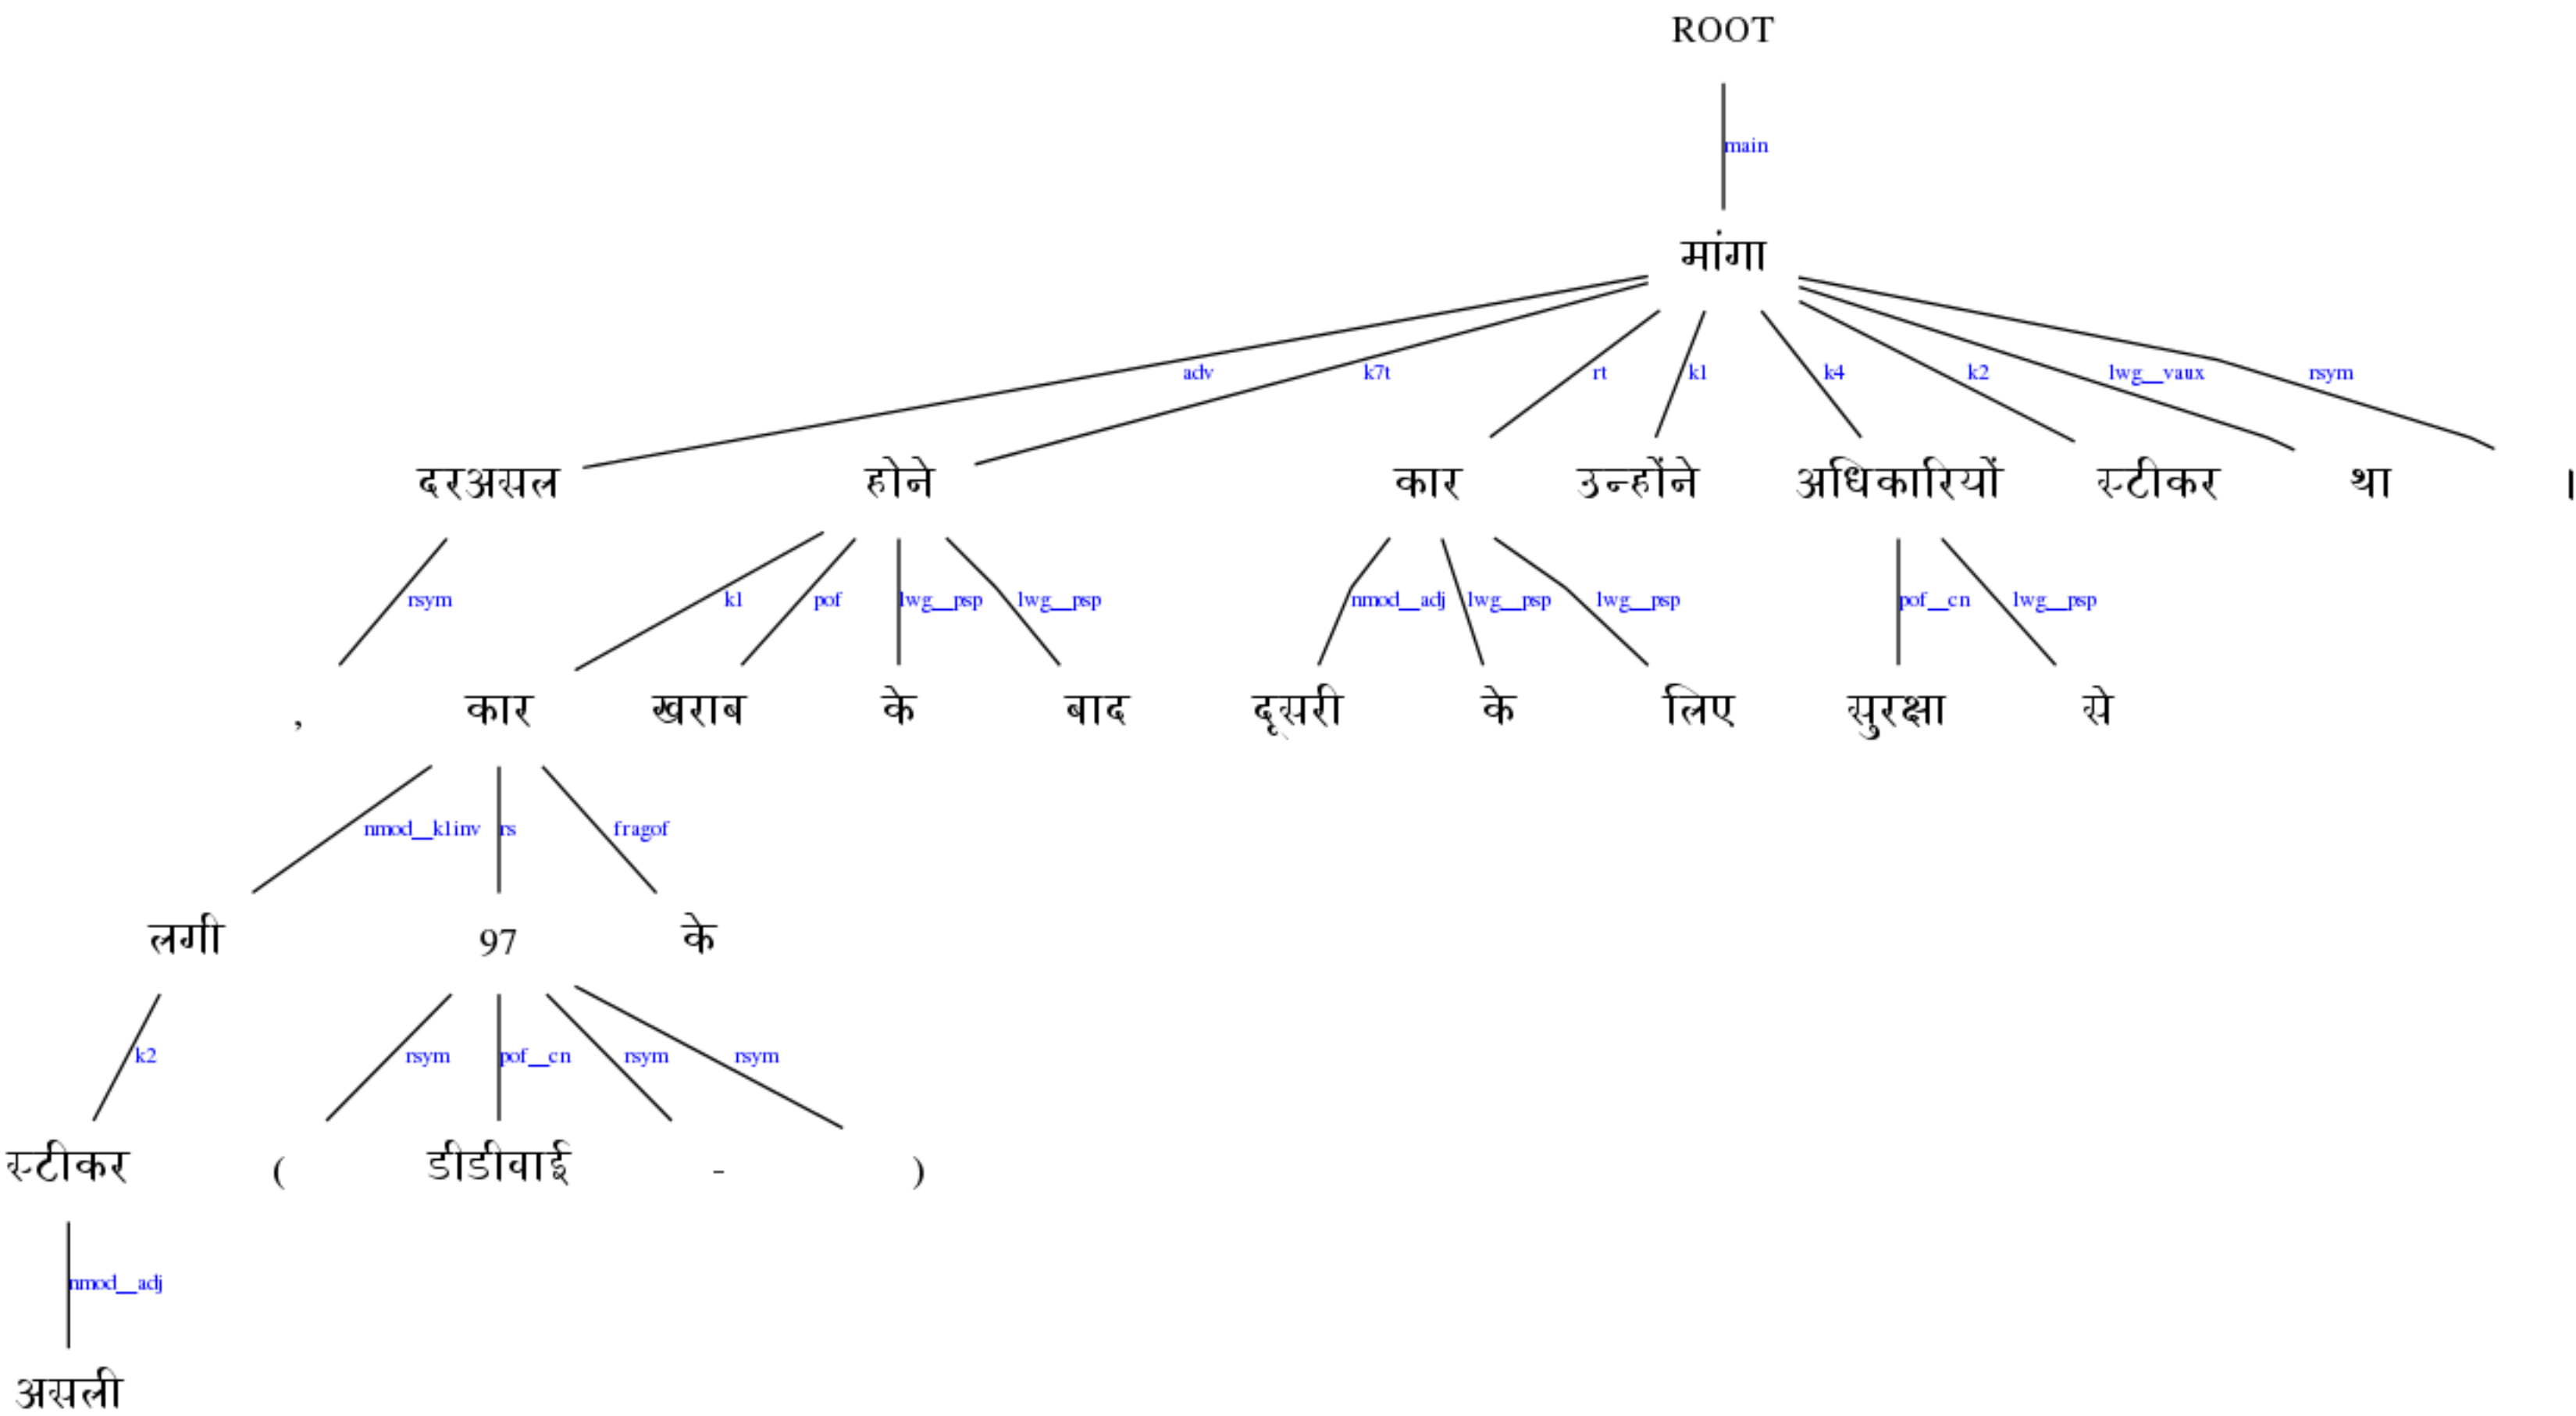 ROOT
main
मांगा
adv k7t rt k1 k4 k2 lwg__vaux rsym
दरअसल होने कार उन्होंने अधिकारियों स्टीकर था ।
rsym k1 pof lwg__psp lwg__psp nmod__adj lwg__psp lwg__psp pof__cn lwg__psp
, कार खराब के बाद दूसरी के लिए सुरक्षा से
nmod__k1inv rs fragof
लगी 97 के
k2 rsym pof__cn rsym rsym
स्टीकर ( डीडीवाई - )
nmod__adj
असली